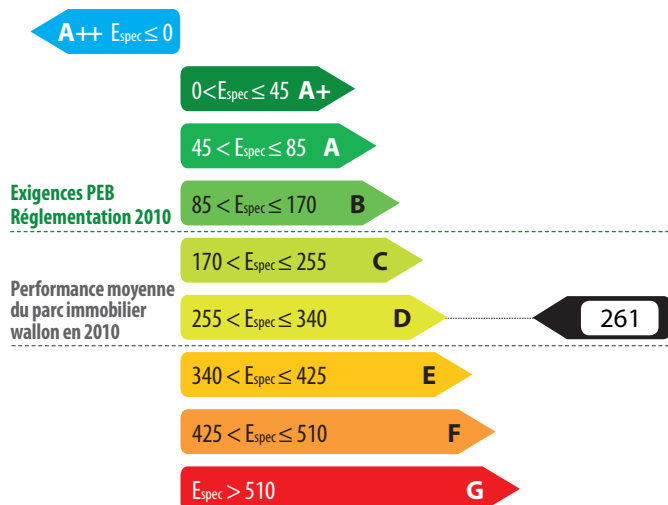 A++ Espec ≤ 0
0<Espec ≤ 45 A+
45 < Espec ≤ 85 A
Exigences PEB
Réglementation 2010
85 < Espec ≤ 170 B
170 < Espec ≤ 255 C
Performance moyenne
du parc immobilier
wallon en 2010
255 < Espec ≤ 340 D
261
340 < Espec ≤ 425 E
425 < Espec ≤ 510 F
Espec > 510 G